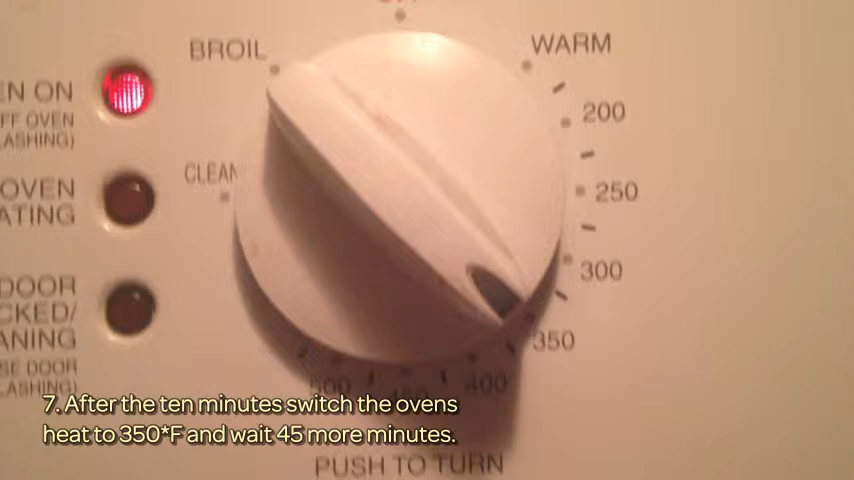 BROIL
WARM
EN ON
FF OVEN
ASHING)
200
CLEAN
OVEN
ATING
250
300
DOOR
CKED/
ANING
SE DOOR
LASHING)
350
400
500
7. After the ten minutes switch the ovens
heat to 350*F and wait 45 more minutes.
PUSH TO TURN